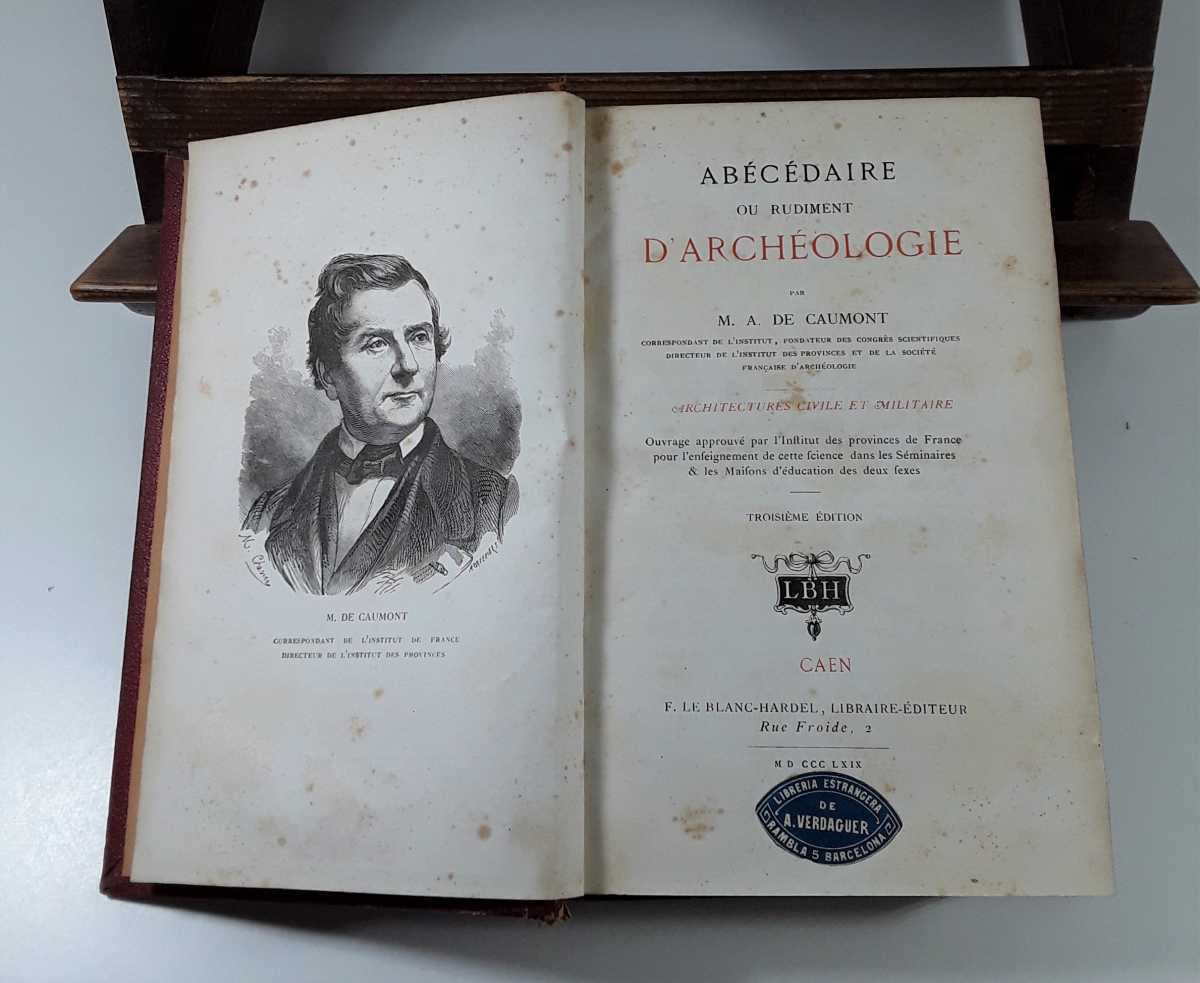 M. DE CAUMONT
CORRESPONDANT DE L'INSTITUT DE FRANCE
DIRECTEUR DE L'INSTITUT DES PROVINCES
ABÉCÉDAIRE
OU RUDIMENT
D'ARCHÉOLOGIE
PAR
M. A. DE CAUMONT
CORRESPONDANT DE L'INSTITUT, FONDATEUR DES CONGRÈS SCIENTIFIQUES
DIRECTEUR DE L'INSTITUT DES PROVINCES ET DE LA SOCIÉTÉ
FRANÇAISE D'ARCHÉOLOGIE
ARCHITECTURES CIVILE ET MILITAIRE
Ouvrage approuvé par l'Inſtitut des provinces de France
pour l'enſeignement de cette ſcience dans les Séminaires
& les Maiſons d'éducation des deux ſexes
TROISIÈME ÉDITION
LBH
CAEN
F. LE BLANC-HARDEL, LIBRAIRE-ÉDITEUR
Rue Froide, 2
M D CCC LXIX
LIBRERIA ESTRANGERA
DE
A. VERDAGUER
RAMBLA 5 BARCELONA